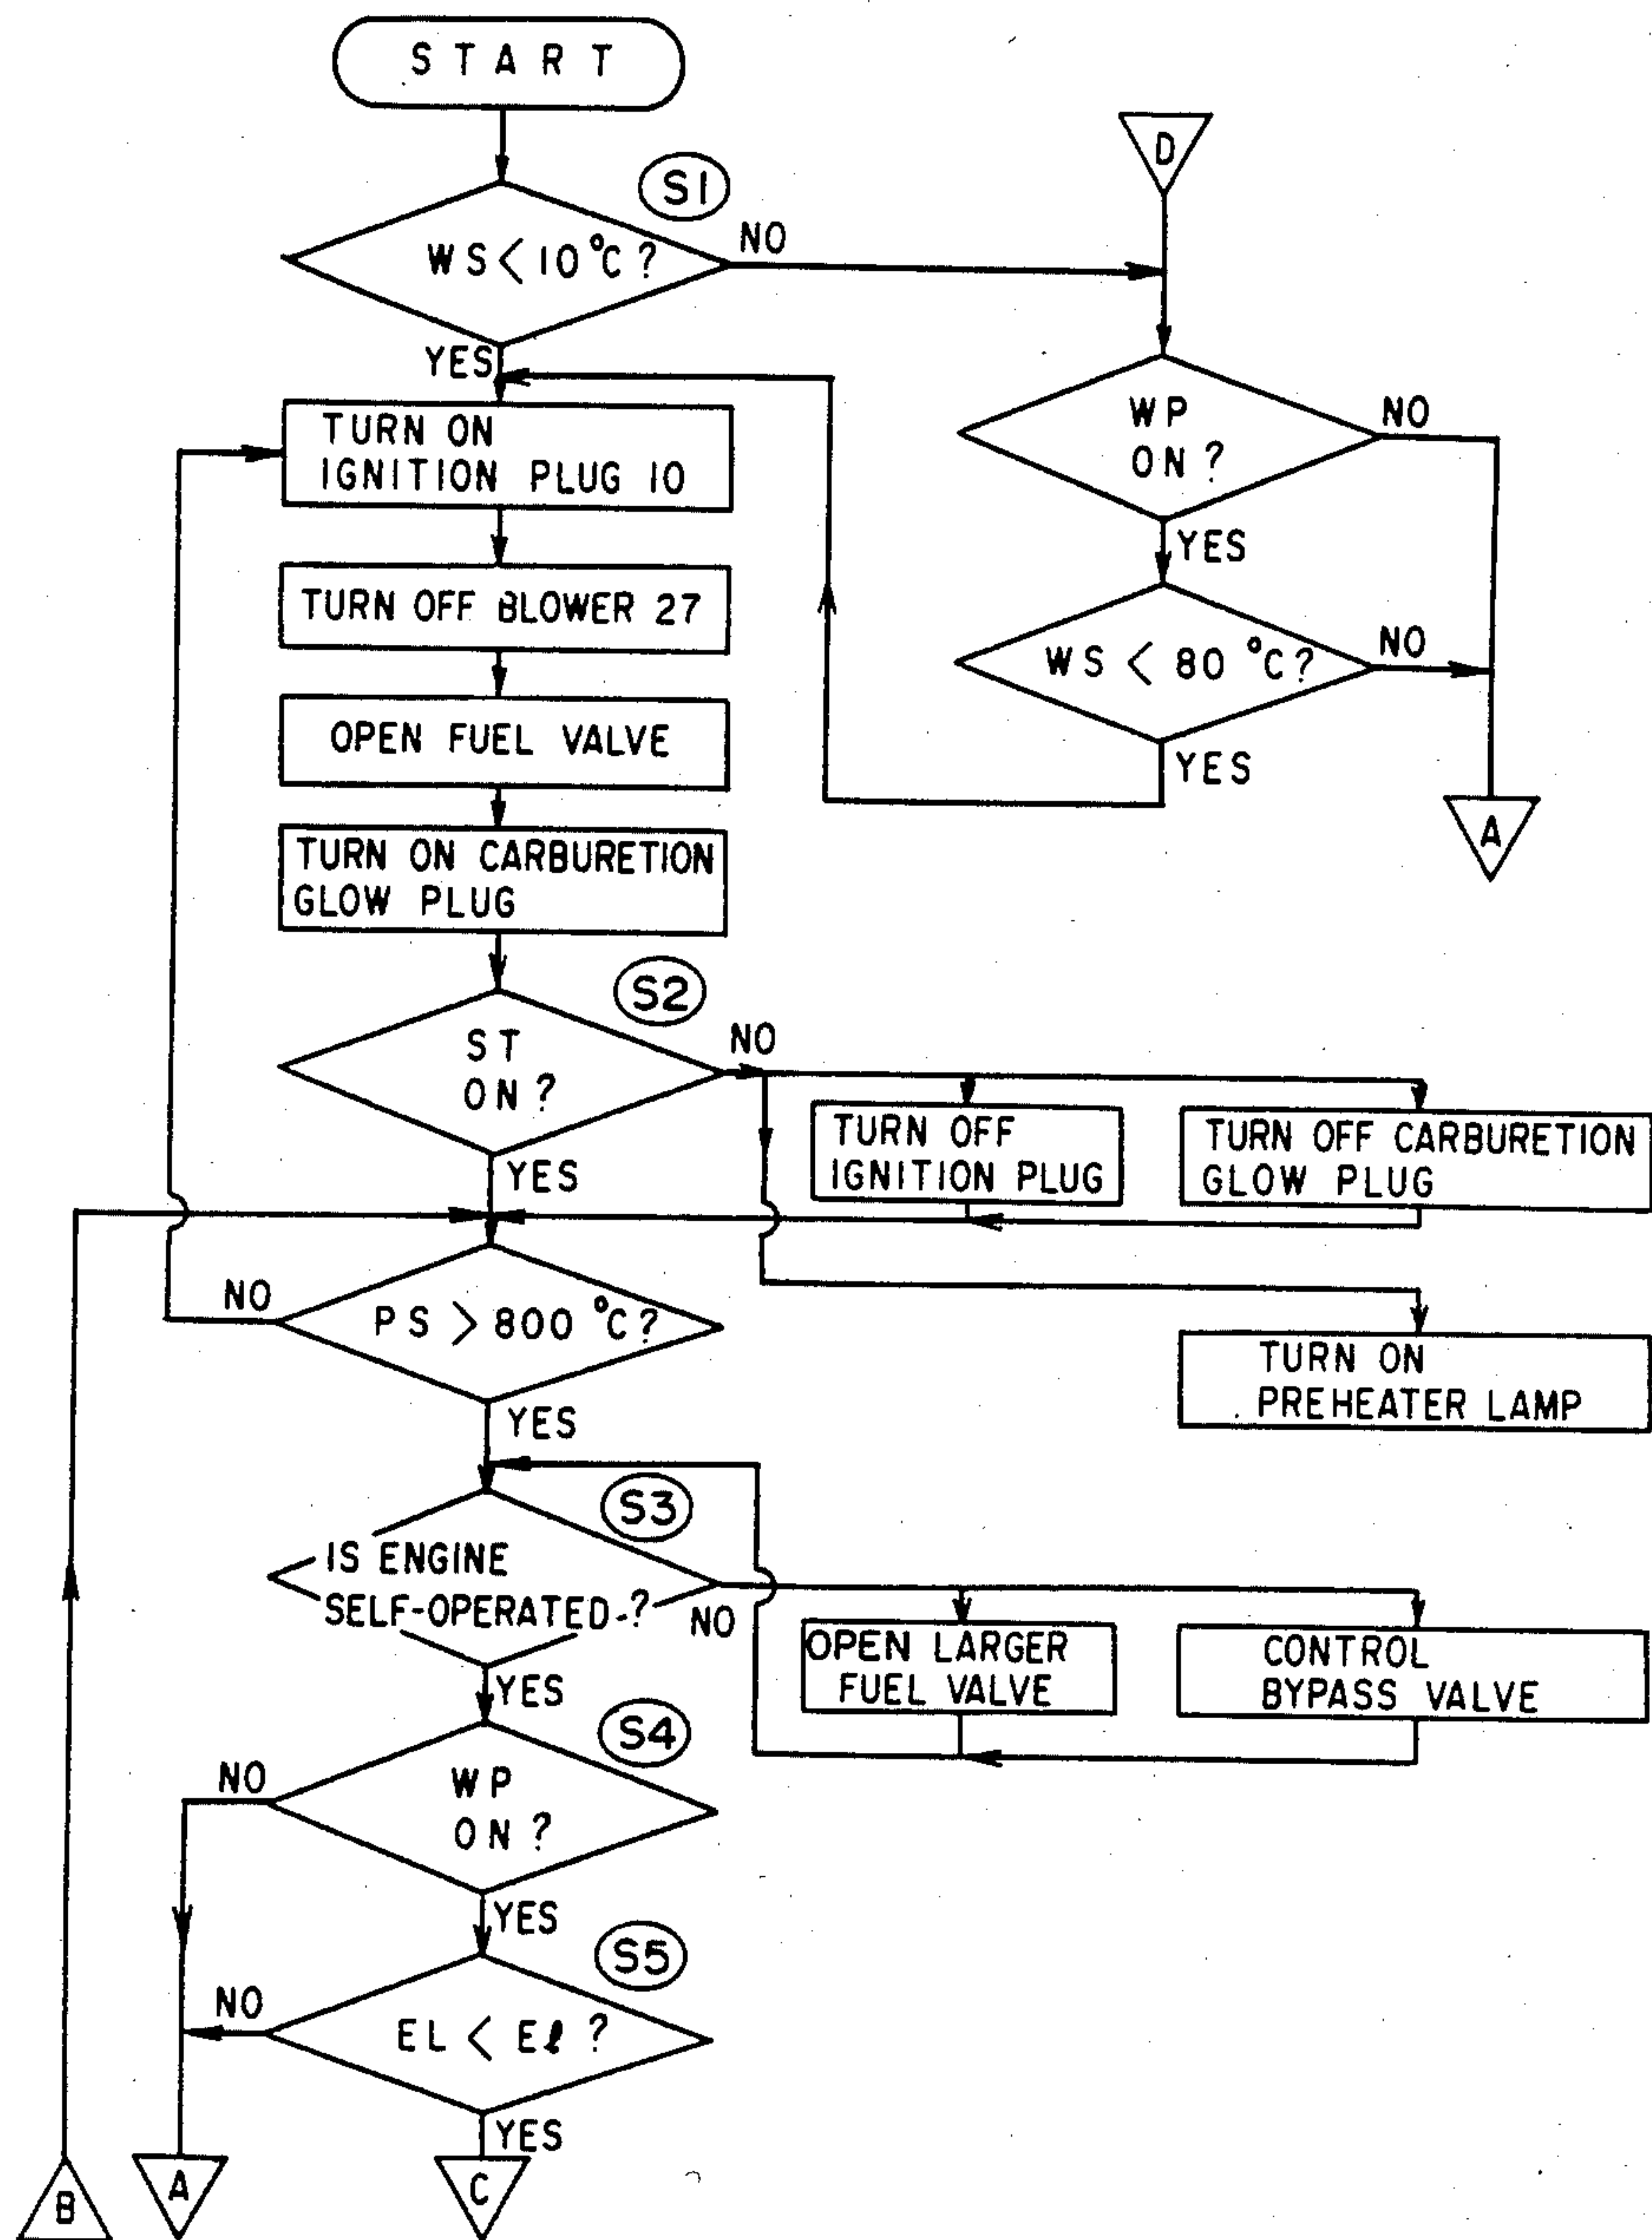 START
S1
D
WS < 10 °C ?
NO
YES
WP
ON ?
NO
YES
TURN ON
IGNITION PLUG 10
TURN OFF BLOWER 27
WS < 80 °C ?
NO
YES
OPEN FUEL VALVE
A
TURN ON CARBURETION
GLOW PLUG
S2
ST
ON ?
NO
YES
TURN OFF
IGNITION PLUG
TURN OFF CARBURETION
GLOW PLUG
NO
PS > 800 °C ?
YES
TURN ON
PREHEATER LAMP
S3
IS ENGINE
SELF-OPERATED-?
NO
YES
OPEN LARGER
FUEL VALVE
CONTROL
BYPASS VALVE
S4
NO
WP
ON ?
YES
S5
NO
EL < Eℓ ?
YES
B
A
C